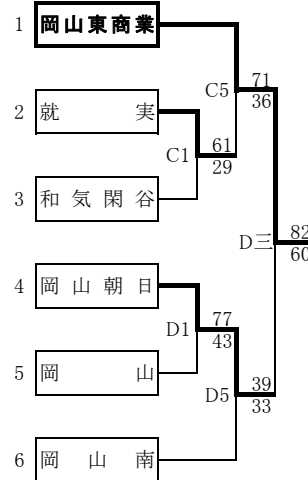 1 岡山東商業
71
C5 36
2 就実
61
C1 29
3 和気閑谷
82
D三 60
4 岡山朝日
77
D1 43
5 岡山
39
D5 33
6 岡山南